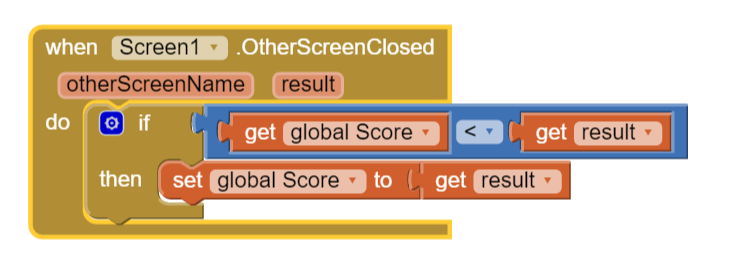 when Screen1 .OtherScreenClosed
otherScreenName result
do if get global Score < get result
then set global Score to get result